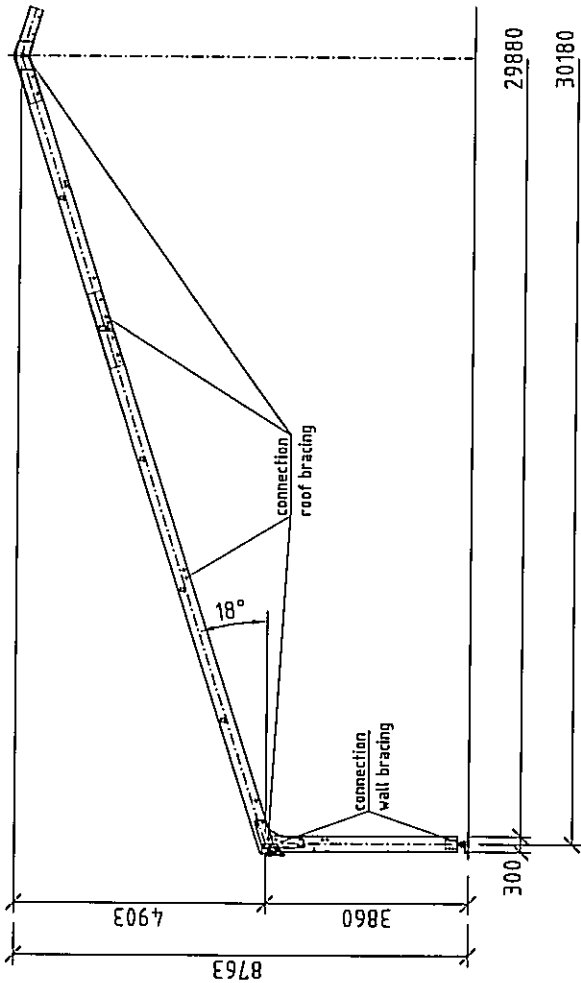 connection
roof bracing
18°
connection
wall bracing
4903
3860
8763
300
29880
30180